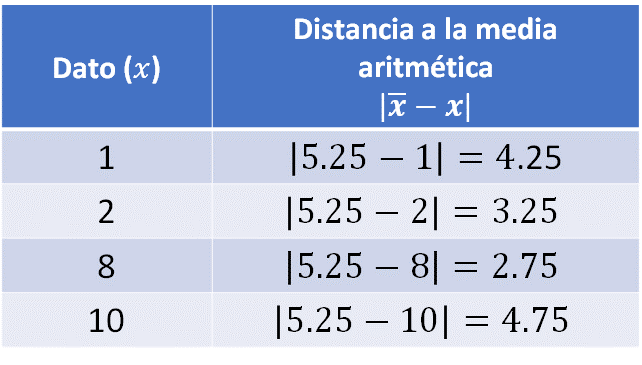 Dato (x)
Distancia a la media
aritmética
|x̅ − x|
1
|5.25 − 1| = 4.25
2
|5.25 − 2| = 3.25
8
|5.25 − 8| = 2.75
10
|5.25 − 10| = 4.75